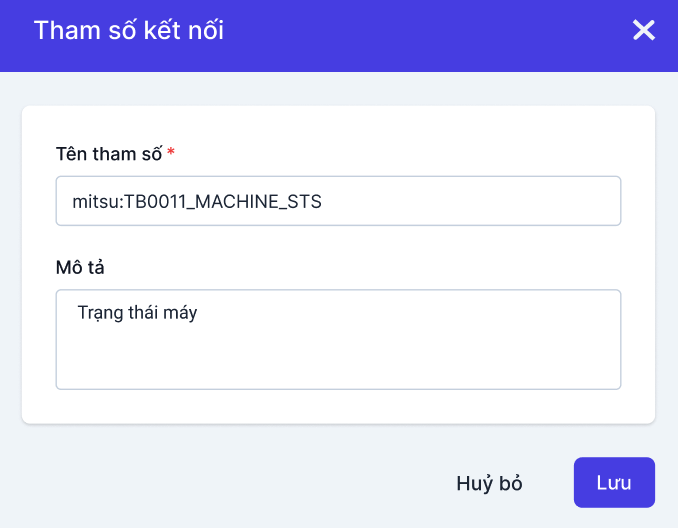 Tham số kết nối
Tên tham số *
mitsu:TB0011_MACHINE_STS
Mô tả
Trạng thái máy
Huỷ bỏ
Lưu